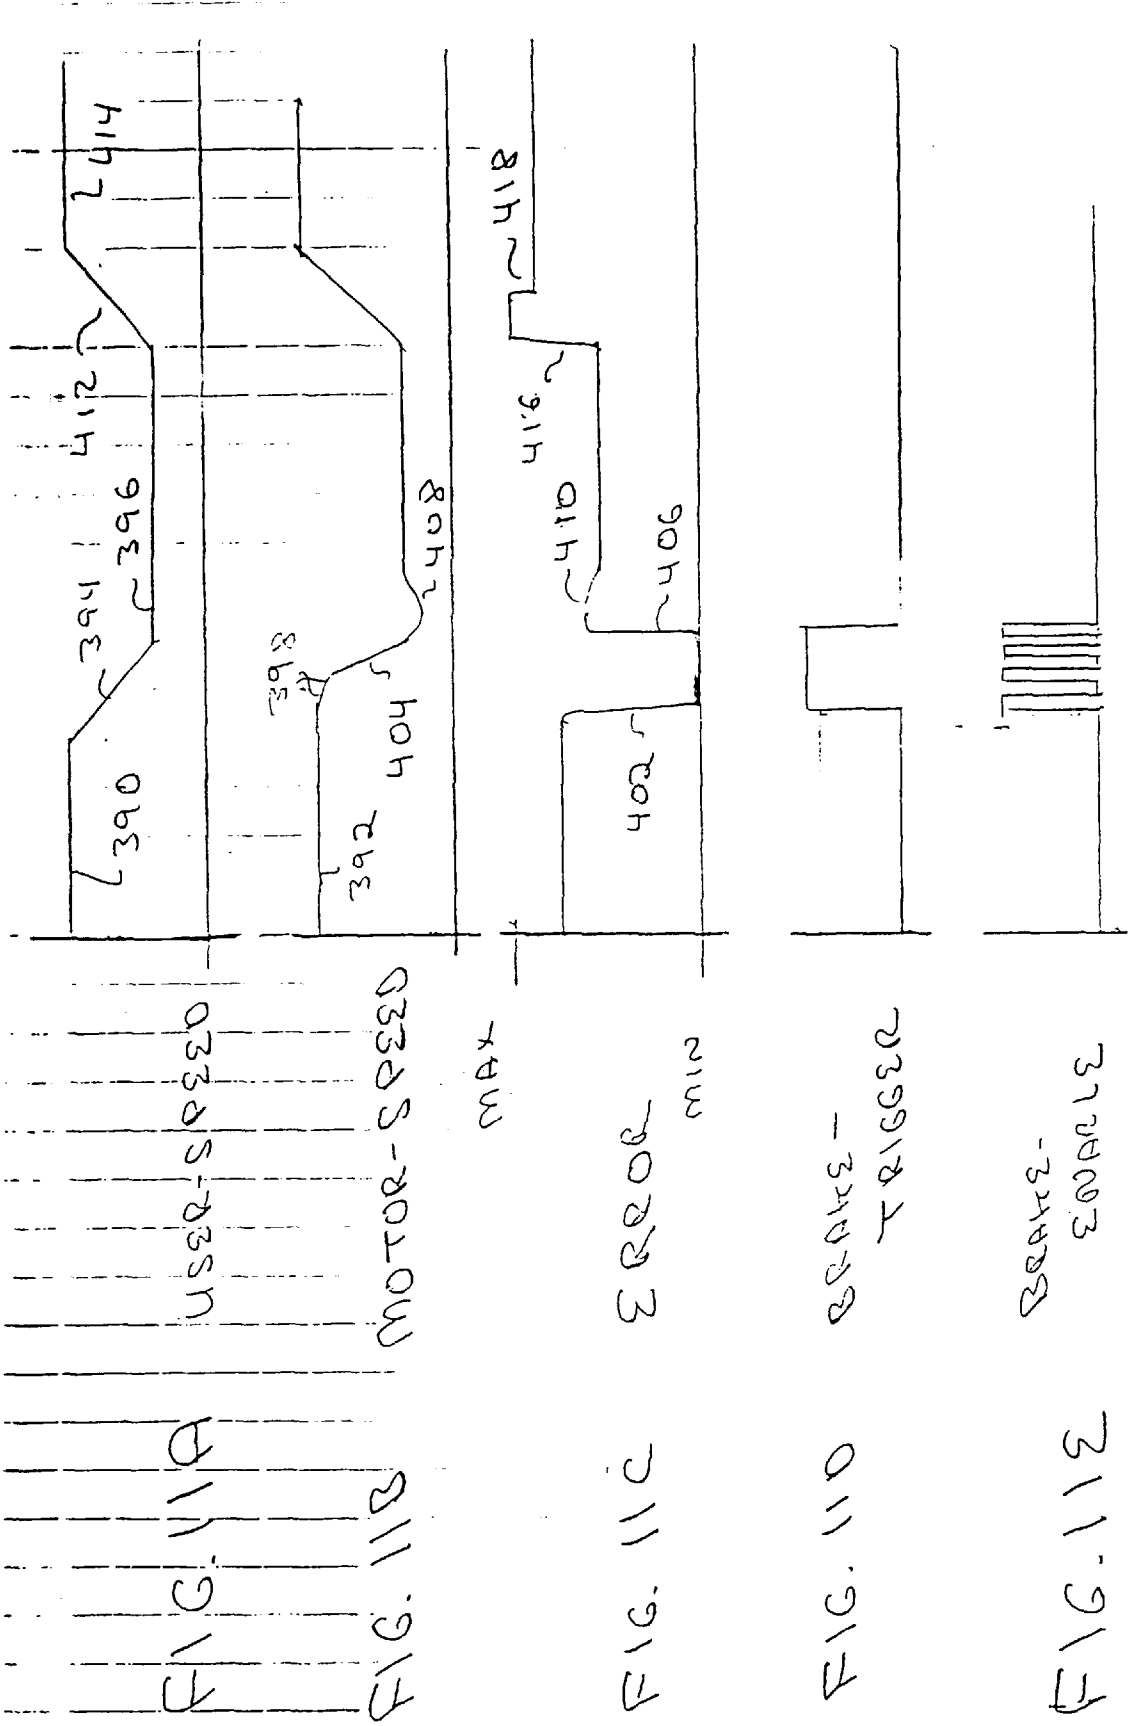 FIG. 11A
USER-SPEED
390
394
396
412
414
FIG. 11B
MOTOR-SPEED
392
398
404
408
FIG. 11C
ERROR
MAX
MIN
402
406
410
416
418
FIG. 11D
BRAKE-
TRIGGER
FIG. 11E
BRAKE-
ENABLE